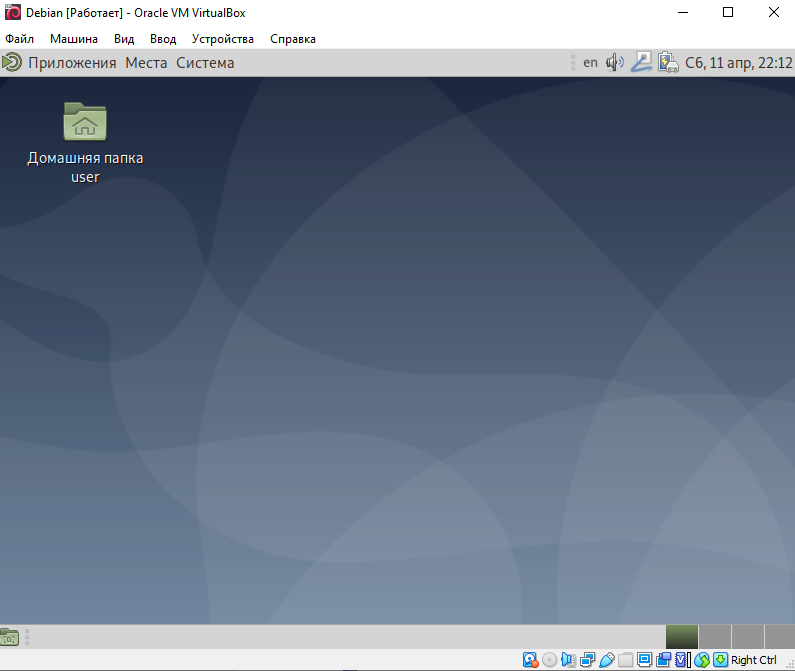 Debian [Работает] - Oracle VM VirtualBox
Файл Машина Вид Ввод Устройства Справка
Приложения Места Система en Сб, 11 апр, 22:12
Домашняя папка
user
Right Ctrl